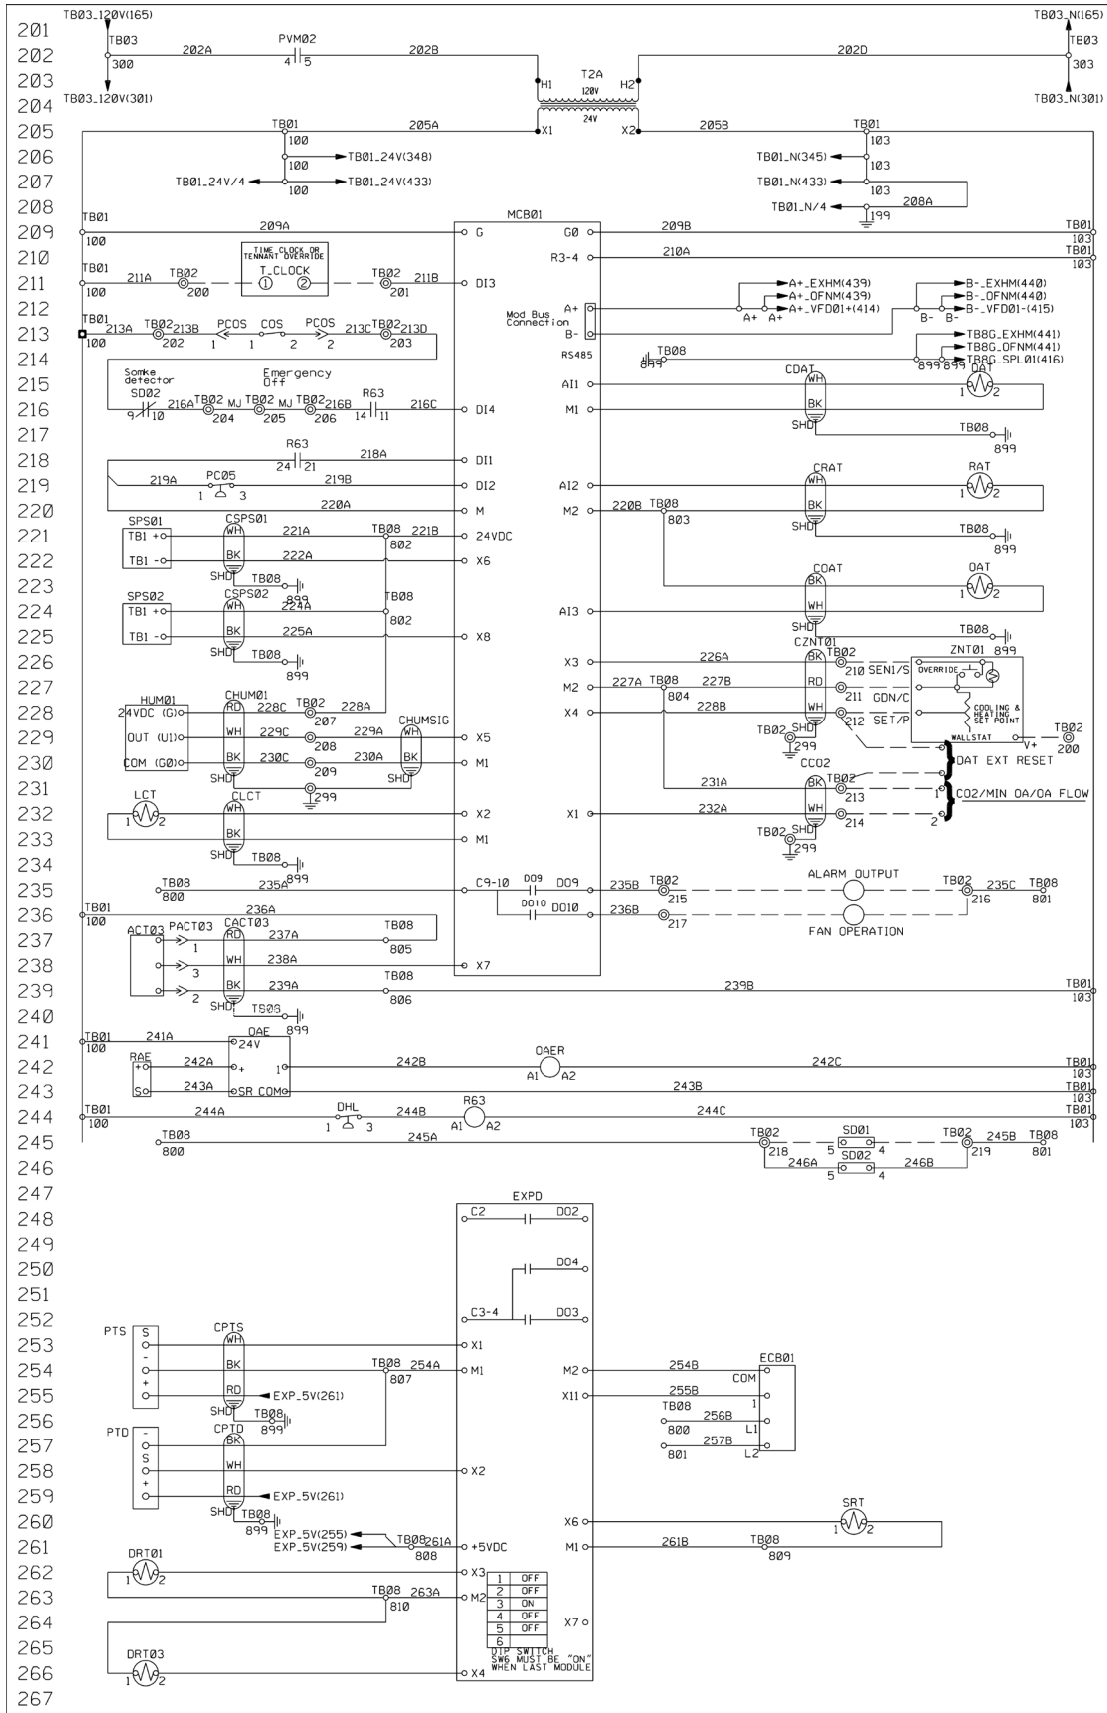 TB03_120V(165) TB03_N(165)
201
202 TB03 202A PVM02 202B 202D TE03
300 4 5 303
203 H1 T2A H2
120V
TB03_120V(301) TB03_N(301)
204
24V
205 TB01 205A X1 X2 205B TB01
100 103
206 TB01_24V(348) TB01_N(345)
100 103
207 TB01_24V/4 TB01_24V(433) TB01_N(433)
100 103
208 TB01_N/4 208A
199
MCB01
209 TB01 209A G G0 209B TB01
100 103
210 R3-4 210A TB01
103
TIME CLOCK OR
TENNANT OVERRIDE
211 TB01 211A TB02 T_CLOCK TB02 211B DI3
100 200 1 2 201
A+_EXHM(439) B-_EXHM(440)
212 A+ A+_OFNM(439) B-_OFNM(440)
A+_VFD01+(414) B-_VFD01-(415)
A+ A+ B- B-
Mod Bus
Connection
213 TB01 213A TB02 213B PCOS COS PCOS 213C TB02 213D B- TB8G_EXHM(441)
100 202 1 1 2 2 203
214 RS485 899 TB08 TB8G_OFNM(441)
899 899 TB8G_SPL01(416)
Somke
detector
Emergency
Off
215 AI1 CDAT WH OAT
1 2
216 SD02 216A TB02 MJ TB02 MJ TB02 216B R63 216C DI4 M1 BK
9 10 204 205 206 14 11
217 SHD TB08
899
218 R63 218A DI1
24 21
219 219A PC05 219B DI2 AI2 CRAT WH RAT
1 3 1 2
220 220A M M2 220B TB08 BK
803
221 SPS01 CSPS01 SHD TB08
TB1 + WH 221A TB08 221B 24VDC 899
802
222 TB1 - BK 222A X6
223 SHD TB08 COAT BK OAT
899 1 2
224 SPS02 CSPS02 TB08
TB1 + WH 224A 802 AI3 WH
225 TB1 - BK 225A X8 SHD TB08
899
226 SHD TB08 X3 226A CZNT01 BK TB02 ZNT01
899 210 SEN1/S OVERRIDE
227 M2 227A TB08 227B RD GDN/C
804 211
228 HUM01 CHUM01
24VDC (G) RD 228C TB02 228A X4 228B WH SET/P
207 212
COOLING &
HEATING
SET POINT
229 OUT (U1) WH 229C 229A CHUMSIG WH X5 TB02 SHD WALLSTAT V+ TB02
208 299 200
230 COM (G0) BK 230C 230A BK M1 DAT EXT RESET
209
231 SHD 299 SHD 231A CCO2 BK TB02 1 CO2/MIN OA/OA FLOW
213
232 LCT CLCT WH X2 X1 232A WH 2
1 2 214
233 BK M1 TB02 SHD
299
234 SHD TB08
899
235 TB08 235A C9-10 DO9 DO9 235B TB02 ALARM OUTPUT TB02 235C TB08
800 215 216 801
236 TB01 236A DO10 DO10 236B
100 217 FAN OPERATION
237 ACT03 PACT03 CACT03 RD 237A TB08
1 805
238 WH 238A X7
3
239 BK 239A TB08 239B TB01
2 806 103
240 SHD TB08
899
241 TB01 241A OAE
100 24V
242 RAE + 242A + 1 242B OAER 242C TB01
A1 A2 103
243 S 243A SR COM 243B TB01
103
244 TB01 244A DHL 244B R63 244C TB01
100 1 3 A1 A2 103
245 TB08 245A TB02 SD01 TB02 245B TB08
800 218 5 4 219 801
246 246A SD02 246B
5 4
247
EXPD
248 C2 DO2
249
250 DO4
251
252 C3-4 DO3
253 PTS S CPTS WH X1
254 - BK TB08 254A M1 M2 254B ECB01
807 COM
255 + RD EXP_5V(261) X11 255B
1
256 SHD TB08 TB08 256B
899 800 L1
257 PTD - CPTD BK 257B
801 L2
258 S WH X2
259 + RD EXP_5V(261)
260 SHD TB08 X6 SRT
899 1 2
EXP_5V(255)
261 EXP_5V(259) TB08 261A +5VDC M1 261B TB08
808 809
262 DRT01 X3
1 2
1 OFF
263 TB08 263A M2 2 OFF
810
3 ON
264 4 OFF X7
5 OFF
265 6
DIP SWITCH
SW6 MUST BE "ON"
WHEN LAST MODULE
266 DRT03 X4
1 2
267